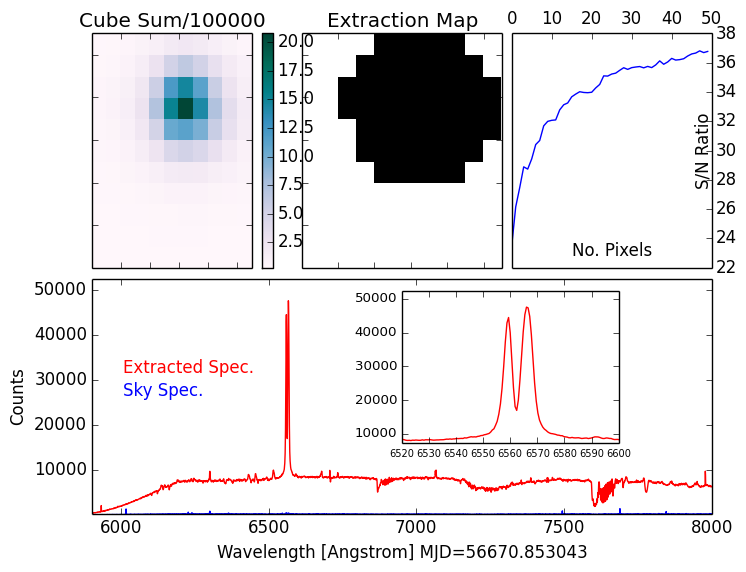 Cube Sum/100000
Extraction Map
0 10 20 30 40 50
20.0
17.5
15.0
12.5
10.0
7.5
5.0
2.5
38
36
34
32
30
28
26
24
22
S/N Ratio
No. Pixels
50000
40000
30000
20000
10000
Counts
Extracted Spec.
Sky Spec.
50000
40000
30000
20000
10000
6520 6530 6540 6550 6560 6570 6580 6590 6600
6000 6500 7000 7500 8000
Wavelength [Angstrom] MJD=56670.853043